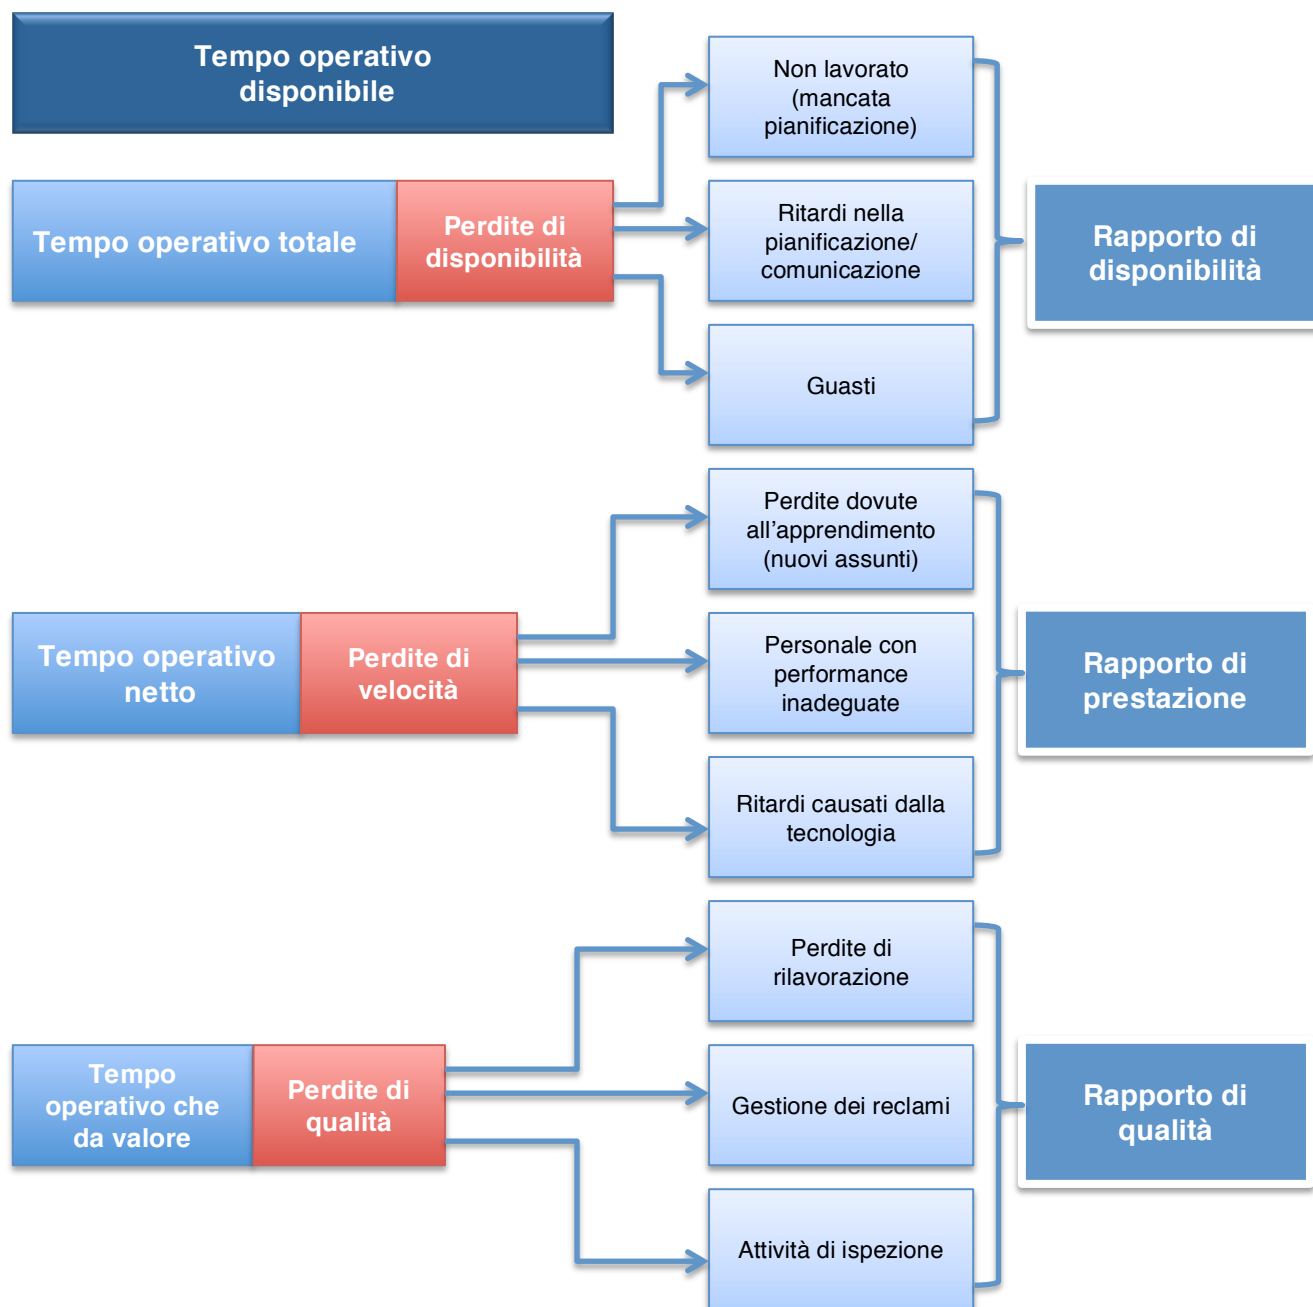 Tempo operativo
disponibile
Non lavorato
(mancata
pianificazione)
Tempo operativo totale
Perdite di
disponibilità
Ritardi nella
pianificazione/
comunicazione
Rapporto di
disponibilità
Guasti
Perdite dovute
all'apprendimento
(nuovi assunti)
Tempo operativo
netto
Perdite di
velocità
Personale con
performance
inadeguate
Rapporto di
prestazione
Ritardi causati dalla
tecnologia
Perdite di
rilavorazione
Tempo
operativo che
da valore
Perdite di
qualità
Gestione dei reclami
Rapporto di
qualità
Attività di ispezione